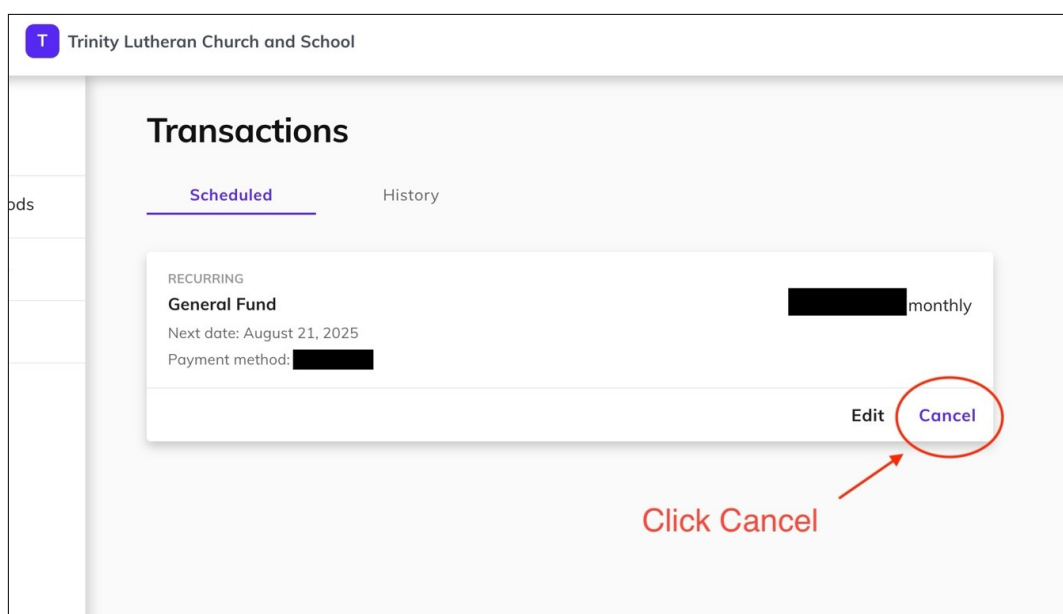 T Trinity Lutheran Church and School
Transactions
Scheduled History
RECURRING
General Fund
monthly
Next date: August 21, 2025
Payment method:
Edit Cancel
Click Cancel